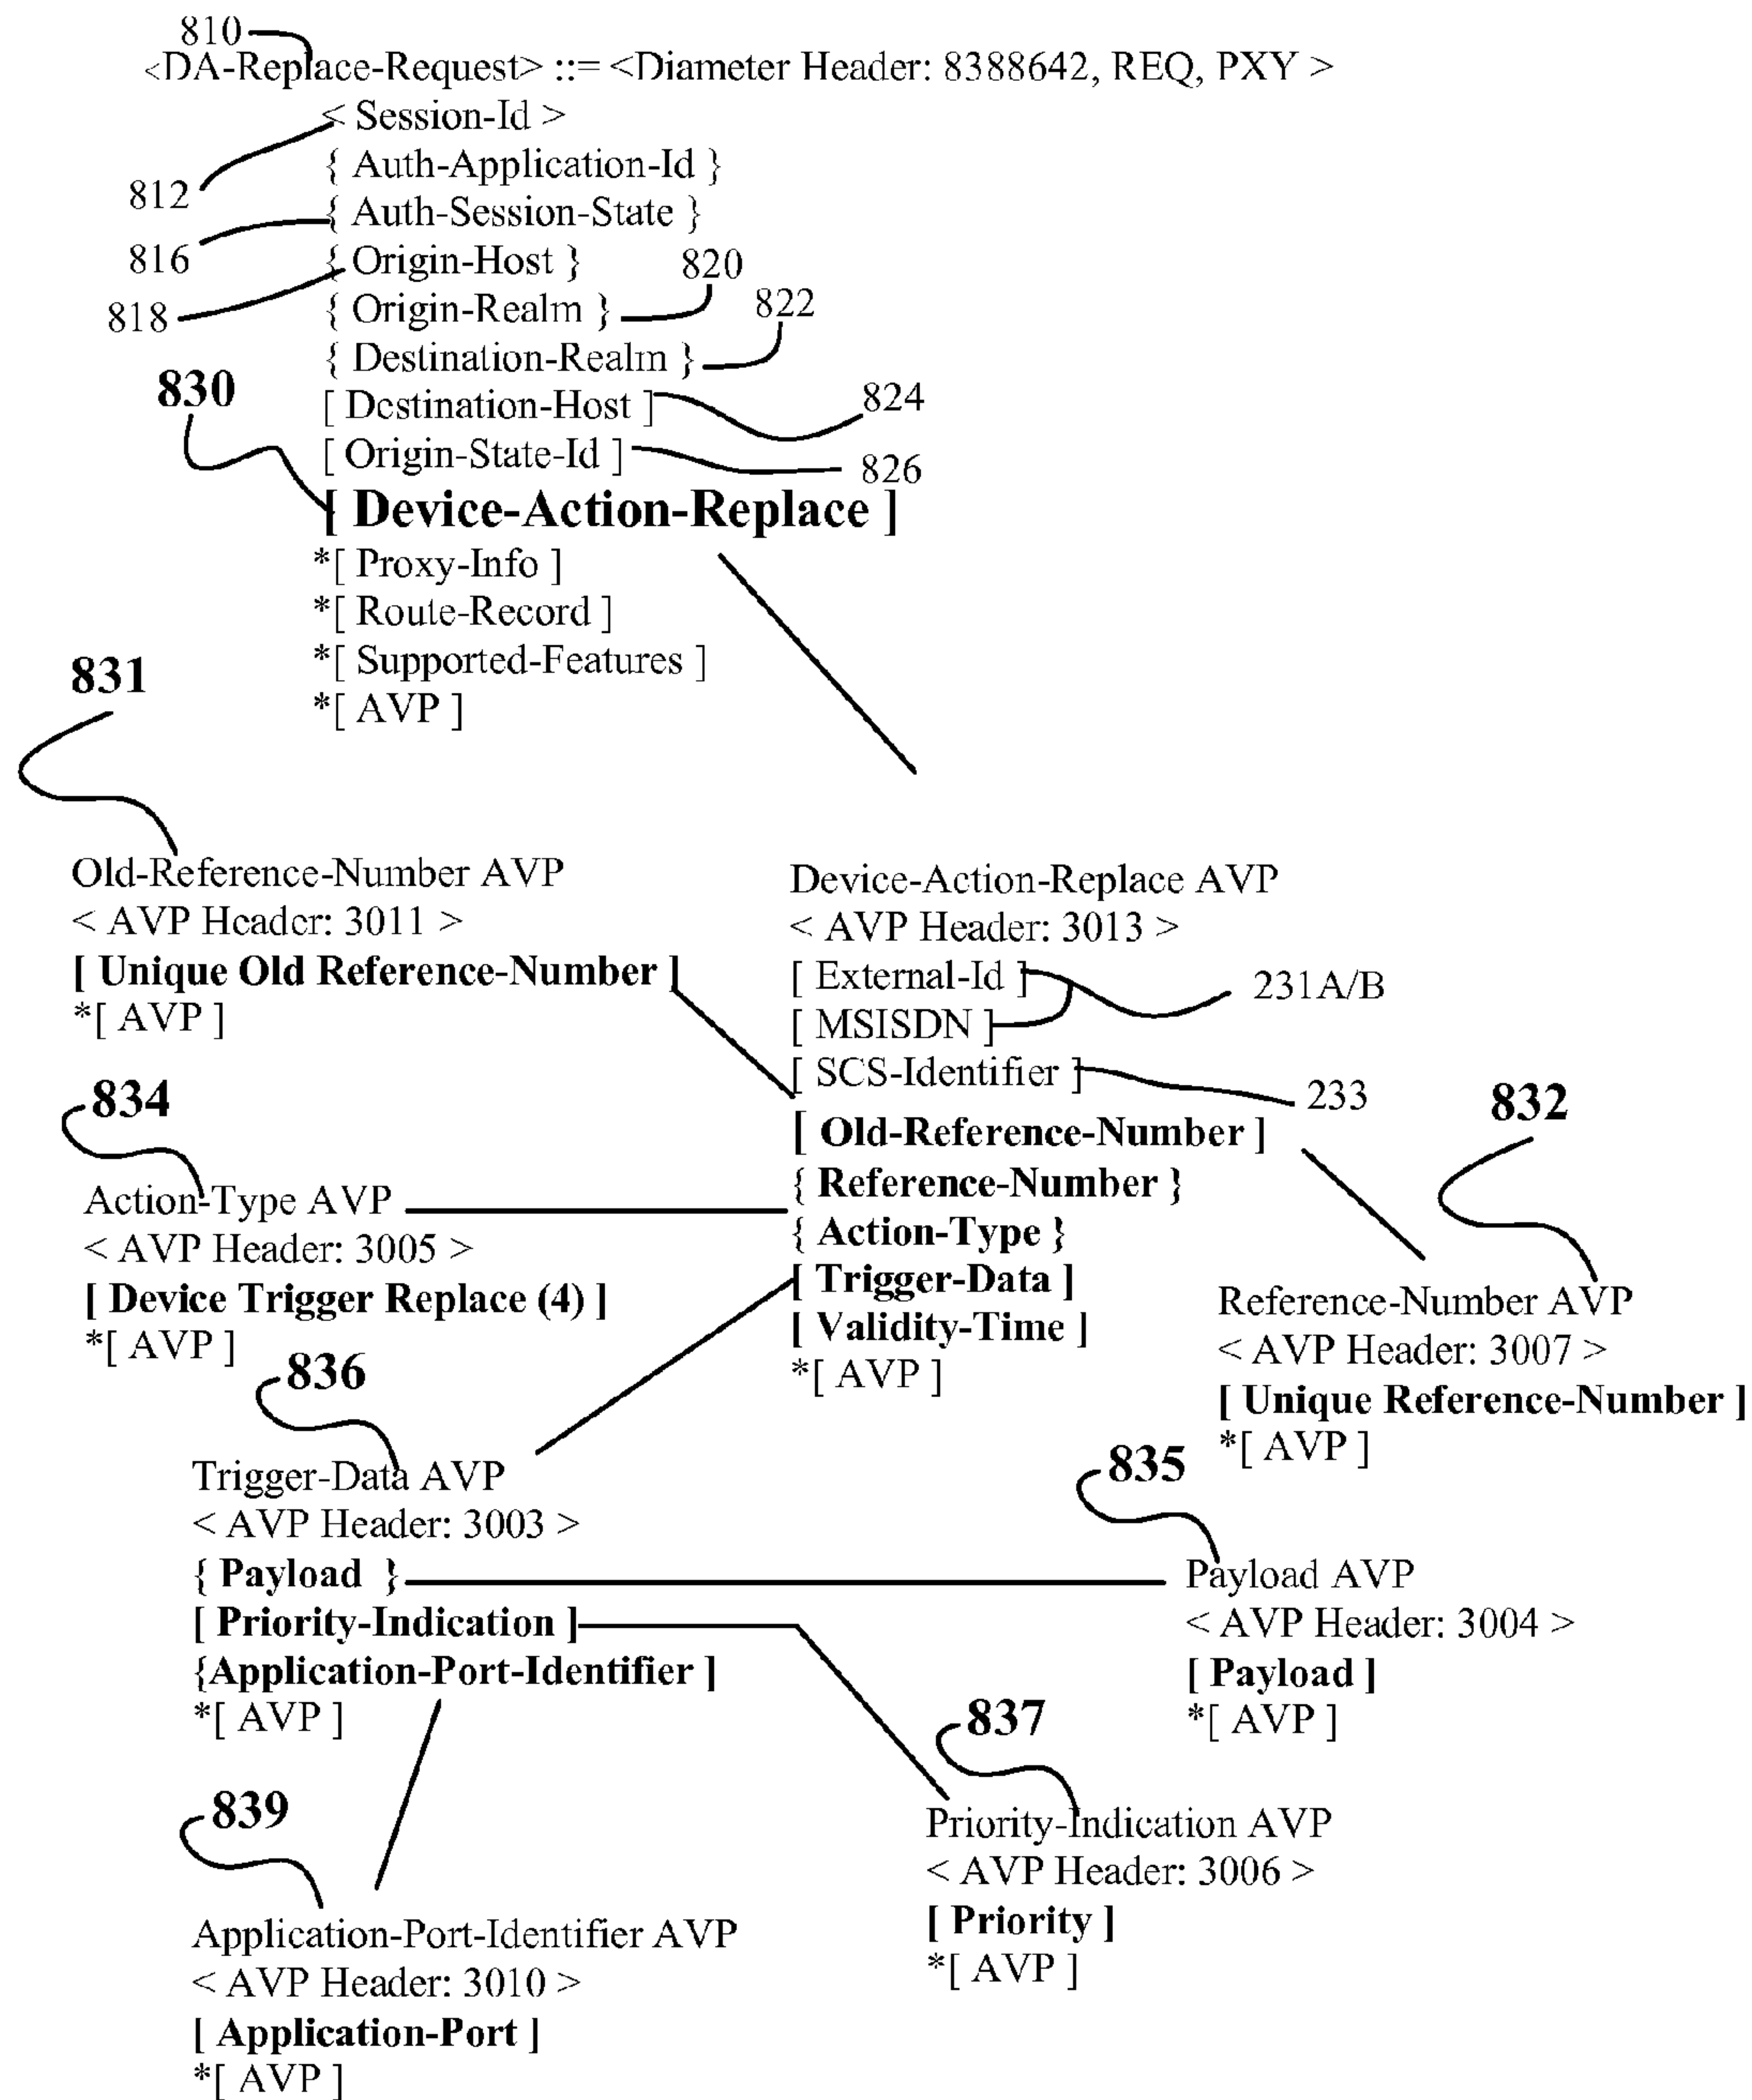 810
<DA-Replace-Request> ::= <Diameter Header: 8388642, REQ, PXY >
< Session-Id >
{ Auth-Application-Id }
812
{ Auth-Session-State }
816
{ Origin-Host }
820
818
{ Origin-Realm }
822
{ Destination-Realm }
830
[ Destination-Host ]
824
[ Origin-State-Id ]
826
[ Device-Action-Replace ]
*[ Proxy-Info ]
*[ Route-Record ]
*[ Supported-Features ]
*[ AVP ]
831
Old-Reference-Number AVP
< AVP Header: 3011 >
[ Unique Old Reference-Number ]
*[ AVP ]
Device-Action-Replace AVP
< AVP Header: 3013 >
[ External-Id ]
231A/B
[ MSISDN ]
[ SCS-Identifier ]
233
[ Old-Reference-Number ]
{ Reference-Number }
{ Action-Type }
[ Trigger-Data ]
[ Validity-Time ]
*[ AVP ]
834
Action-Type AVP
< AVP Header: 3005 >
[ Device Trigger Replace (4) ]
*[ AVP ]
832
Reference-Number AVP
< AVP Header: 3007 >
[ Unique Reference-Number ]
*[ AVP ]
836
Trigger-Data AVP
< AVP Header: 3003 >
{ Payload }
[ Priority-Indication ]
{Application-Port-Identifier ]
*[ AVP ]
835
Payload AVP
< AVP Header: 3004 >
[ Payload ]
*[ AVP ]
837
Priority-Indication AVP
< AVP Header: 3006 >
[ Priority ]
*[ AVP ]
839
Application-Port-Identifier AVP
< AVP Header: 3010 >
[ Application-Port ]
*[ AVP ]